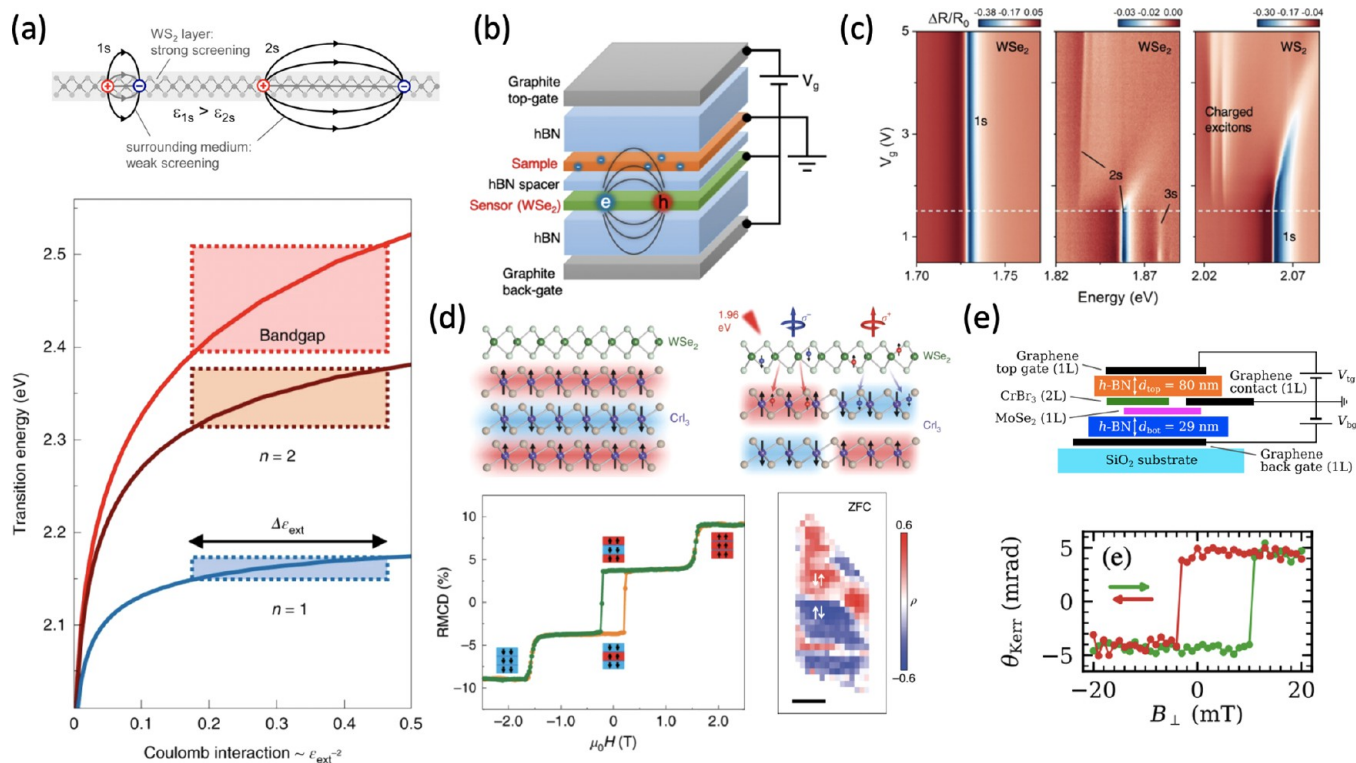 (a)
WS₂ layer:
strong screening
1s
2s
+
−
+
−
ε1s > ε2s
surrounding medium:
weak screening
2.5
2.4
2.3
2.2
2.1
Transition energy (eV)
Bandgap
n = 2
Δεext
n = 1
0
0.1
0.2
0.3
0.4
0.5
Coulomb interaction ~ εext⁻²
(b)
Graphite
top-gate
hBN
Sample
hBN spacer
Sensor (WSe₂)
hBN
Graphite
back-gate
e
h
Vg
(c)
ΔR/R₀
-0.38 -0.17 0.05
-0.03 -0.02 0.00
-0.30 -0.17 -0.04
WSe₂
WSe₂
WS₂
5
3
1
Vg (V)
1s
2s
3s
Charged
excitons
1s
1.70
1.75
1.82
1.87
2.02
2.07
Energy (eV)
(d)
WSe₂
CrI₃
1.96
eV
σ⁻
σ⁺
WSe₂
CrI₃
10
5
0
−5
−10
RMCD (%)
−2.0
−1.0
0
1.0
2.0
μ₀H (T)
ZFC
0.6
ρ
−0.6
(e)
Graphene
top gate (1L)
h-BN dtop = 80 nm
Graphene
contact (1L)
CrBr₃ (2L)
MoSe₂ (1L)
h-BN dbot = 29 nm
SiO₂ substrate
Graphene
back gate (1L)
Vtg
Vbg
(e)
5
0
−5
θKerr (mrad)
−20
0
20
B⊥ (mT)